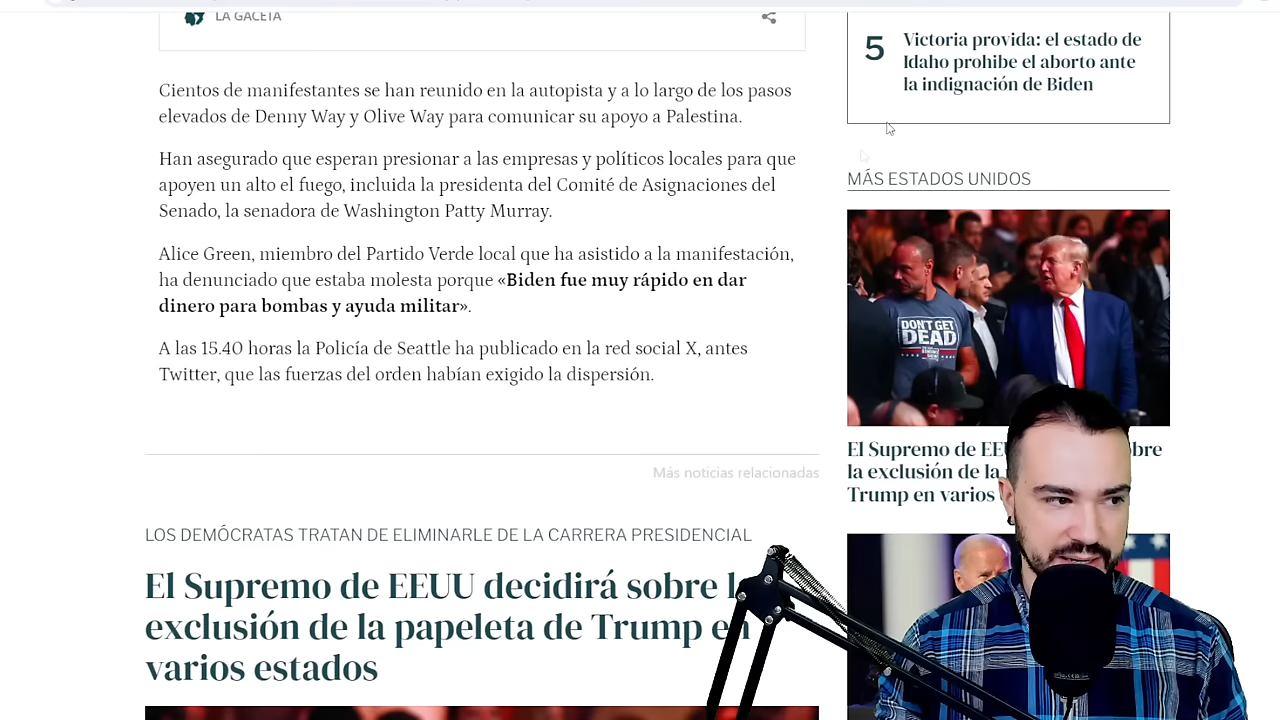 LA GACETA
Cientos de manifestantes se han reunido en la autopista y a lo largo de los pasos
elevados de Denny Way y Olive Way para comunicar su apoyo a Palestina.
Han asegurado que esperan presionar a las empresas y políticos locales para que
apoyen un alto el fuego, incluida la presidenta del Comité de Asignaciones del
Senado, la senadora de Washington Patty Murray.
Alice Green, miembro del Partido Verde local que ha asistido a la manifestación,
ha denunciado que estaba molesta porque «Biden fue muy rápido en dar
dinero para bombas y ayuda militar».
A las 15.40 horas la Policía de Seattle ha publicado en la red social X, antes
Twitter, que las fuerzas del orden habían exigido la dispersión.
Más noticias relacionadas
LOS DEMÓCRATAS TRATAN DE ELIMINARLE DE LA CARRERA PRESIDENCIAL
El Supremo de EEUU decidirá sobre
exclusión de la papeleta de Trump en
varios estados
5
Victoria provida: el estado de
Idaho prohibe el aborto ante
la indignación de Biden
MÁS ESTADOS UNIDOS
DON'T GET
DEAD
El Supremo de
la exclusión de la
Trump en varios